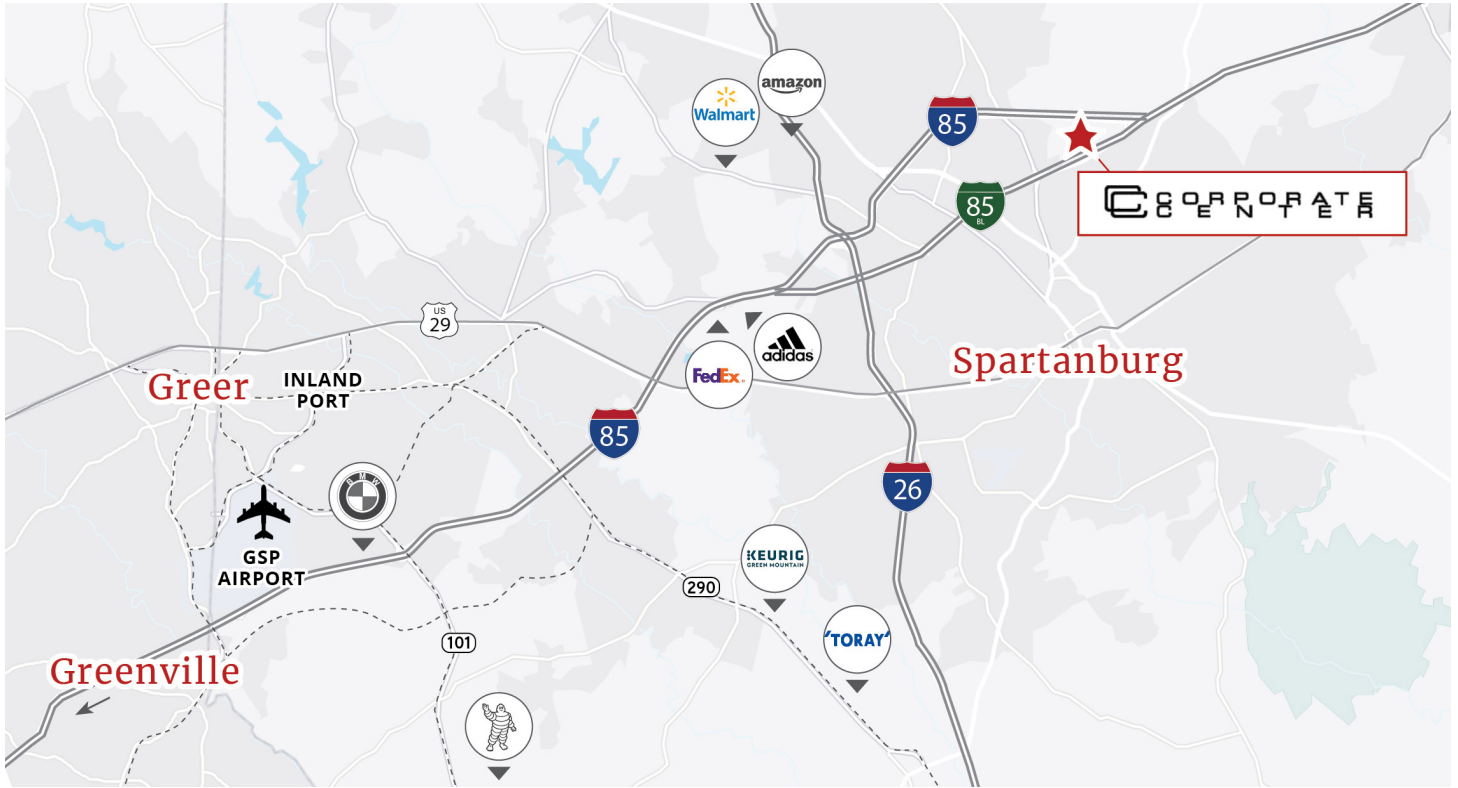 amazon
Walmart
85
85
BL
CORPORATE
CENTER
US
29
adidas
FedEx
Spartanburg
Greer
INLAND
PORT
85
26
BMW
GSP
AIRPORT
KEURIG
GREEN MOUNTAIN
290
'TORAY'
101
Greenville